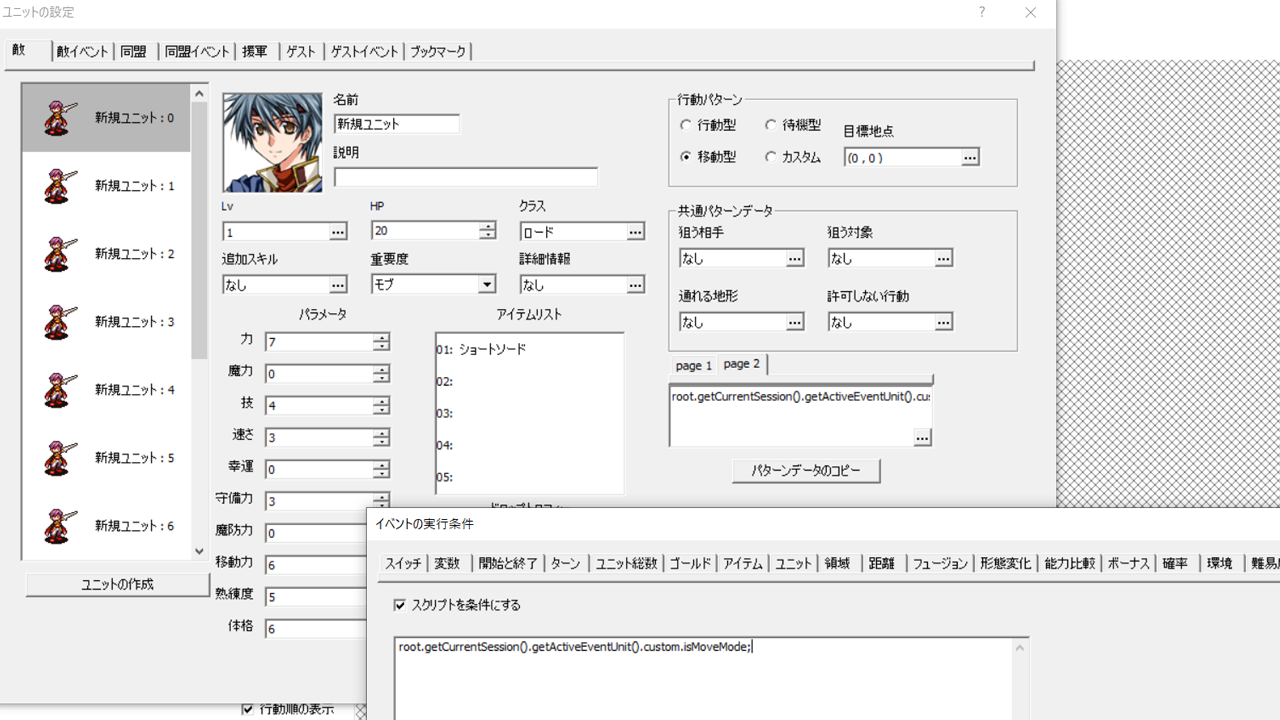 ユニットの設定
?
敵 敵イベント 同盟 同盟イベント 援軍 ゲスト ゲストイベント ブックマーク
新規ユニット : 0
新規ユニット : 1
新規ユニット : 2
新規ユニット : 3
新規ユニット : 4
新規ユニット : 5
新規ユニット : 6
ユニットの作成
名前
新規ユニット
説明
Lv HP クラス
1 ... 20 ロード ...
追加スキル 重要度 詳細情報
なし ... モブ なし ...
パラメータ
力 7
魔力 0
技 4
速さ 3
幸運 0
守備力 3
魔防力 0
移動力 6
熟練度 5
体格 6
アイテムリスト
01: ショートソード
02:
03:
04:
05:
行動パターン
行動型 待機型 目標地点
移動型 カスタム (0 , 0 ) ...
共通パターンデータ
狙う相手 狙う対象
なし ... なし ...
通れる地形 許可しない行動
なし ... なし ...
page 1 page 2
root.getCurrentSession().getActiveEventUnit().cu
...
パターンデータのコピー
イベントの実行条件
スイッチ 変数 開始と終了 ターン ユニット総数 ゴールド アイテム ユニット 領域 距離 フュージョン 形態変化 能力比較 ボーナス 確率 環境 難易
スクリプトを条件にする
root.getCurrentSession().getActiveEventUnit().custom.isMoveMode;
行動順の表示